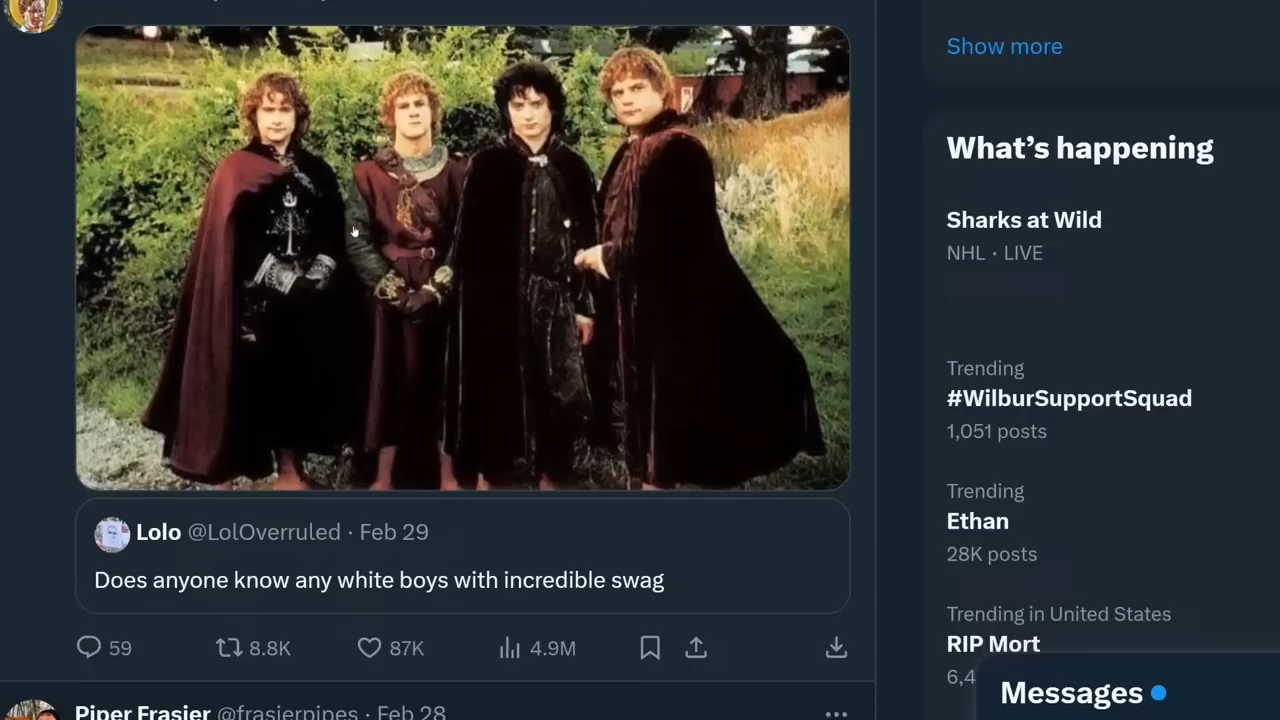 Lolo @LolOverruled · Feb 29
Does anyone know any white boys with incredible swag
59
8.8K
87K
4.9M
Piper Frasier @frasierpipes · Feb 28
Show more
What’s happening
Sharks at Wild
NHL · LIVE
Trending
#WilburSupportSquad
1,051 posts
Trending
Ethan
28K posts
Trending in United States
RIP Mort
6,4
Messages